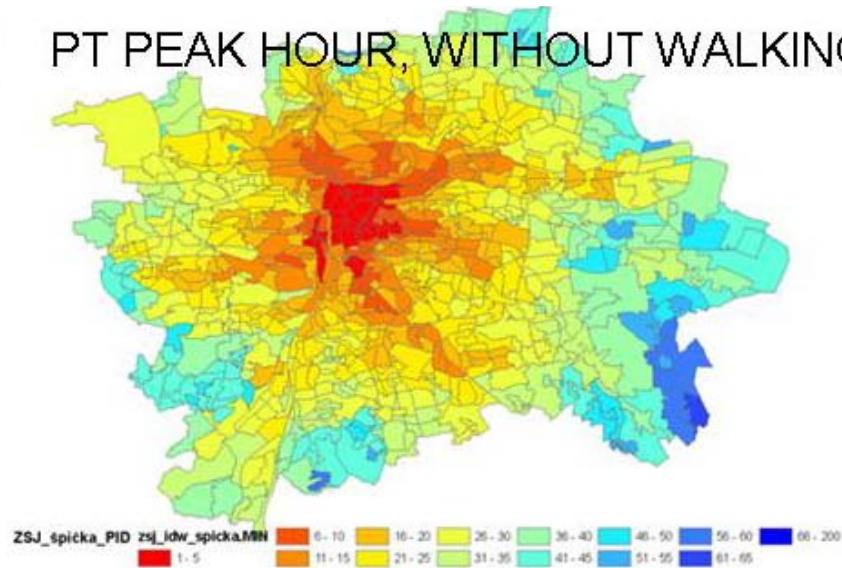 PT PEAK HOUR, WITHOUT WALKING
ZSJ_špička_PID zsj_idw_spicka.MIN 6 - 10 16 - 20 26 - 30 36 - 40 46 - 50 56 - 60 66 - 200
1 - 5 11 - 15 21 - 25 31 - 35 41 - 45 51 - 55 61 - 65